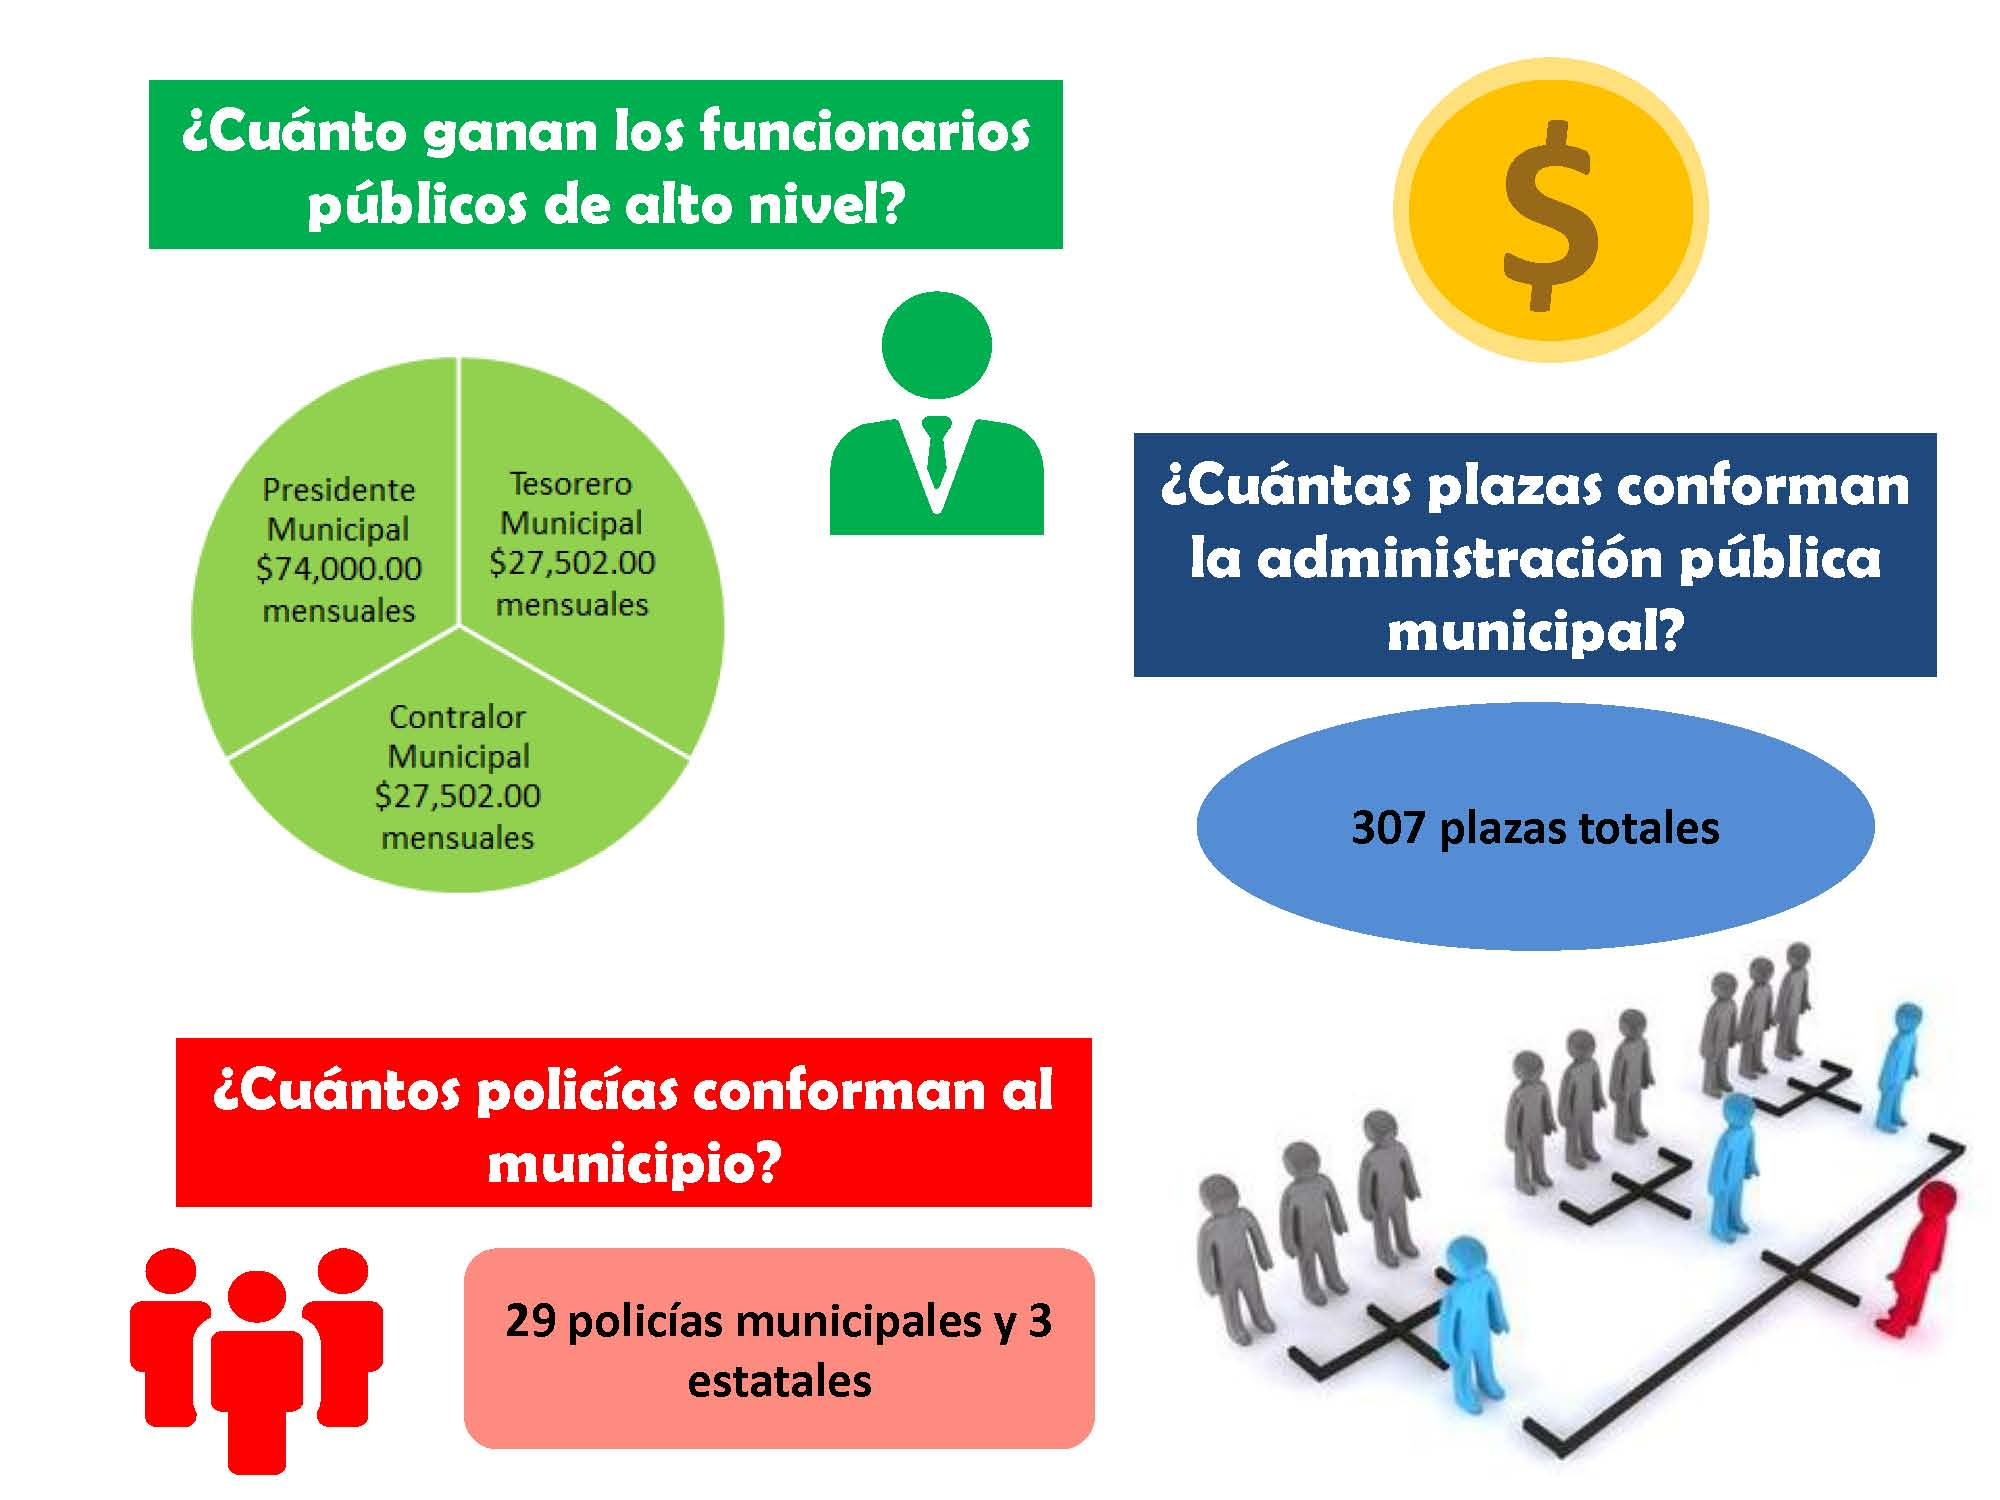 ¿Cuánto ganan los funcionarios
públicos de alto nivel?
$
Presidente
Municipal
$74,000.00
mensuales
Tesorero
Municipal
$27,502.00
mensuales
Contralor
Municipal
$27,502.00
mensuales
¿Cuántas plazas conforman
la administración pública
municipal?
307 plazas totales
¿Cuántos policías conforman al
municipio?
29 policías municipales y 3
estatales